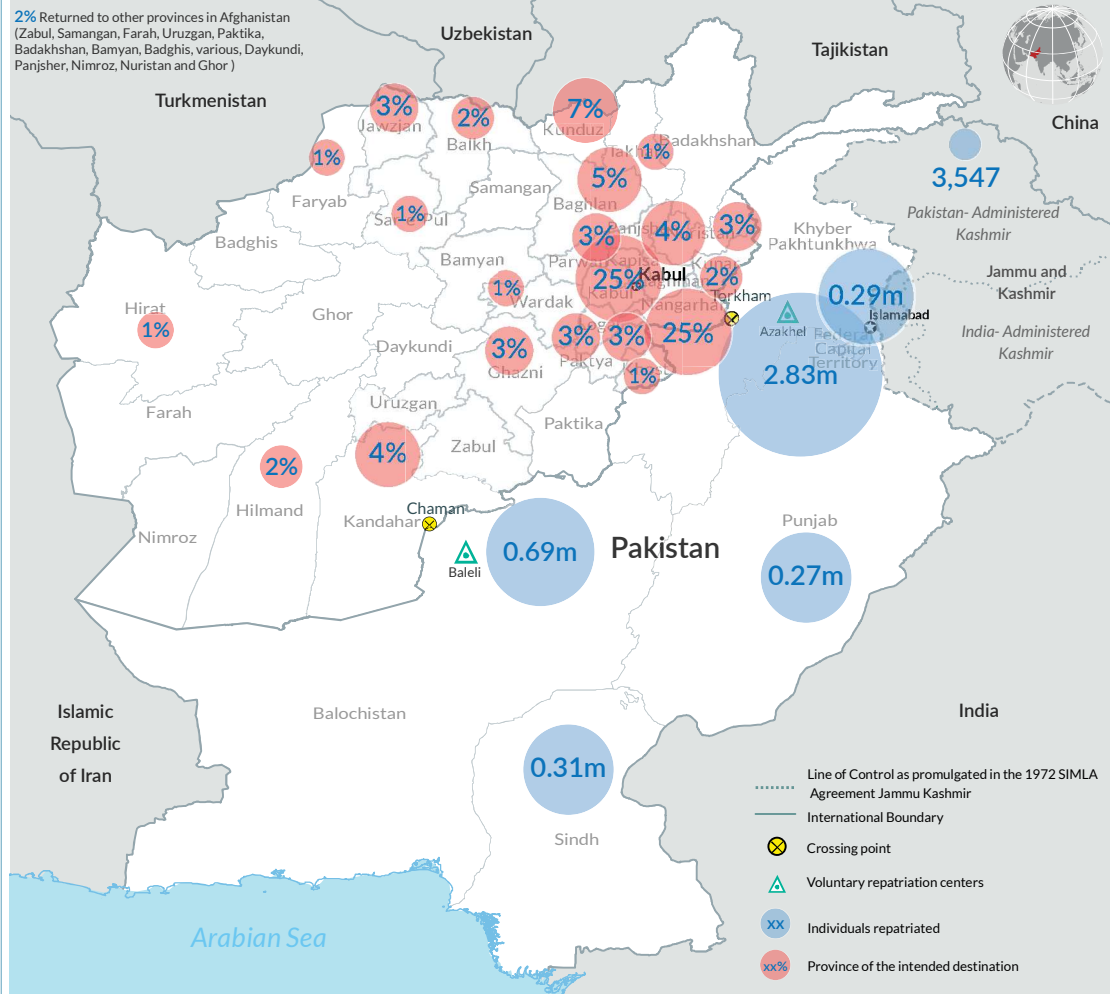 2% Returned to other provinces in Afghanistan
(Zabul, Samangan, Farah, Uruzgan, Paktika,
Badakhshan, Bamyan, Badghis, various, Daykundi,
Panjsher, Nimroz, Nuristan and Ghor )
Uzbekistan
Tajikistan
Turkmenistan
China
3%
Jawzjan
2%
Balkh
7%
Kunduz
1%
Badakhshan
1%
Faryab
5%
Baghlan
Samangan
1%
3,547
Pakistan- Administered
Kashmir
Badghis
3%
4%
3%
Khyber
Pakhtunkhwa
Bamyan
Parwan
Kapisa
25%
Kabul
Kabul
2%
Kunar
Torkham
Jammu and
Kashmir
1%
Wardak
Nangarhar
0.29m
Islamabad
Hirat
1%
Ghor
3%
3%
25%
Azakhel
Federal
Capital
Territory
India- Administered
Kashmir
Daykundi
3%
Ghazni
Paktya
1%
2.83m
Farah
Uruzgan
4%
Zabul
Paktika
2%
Hilmand
Kandahar
Chaman
Nimroz
Baleli
0.69m
Pakistan
Punjab
0.27m
Islamic
Republic
of Iran
Balochistan
India
0.31m
Sindh
Arabian Sea
Line of Control as promulgated in the 1972 SIMLA
Agreement Jammu Kashmir
International Boundary
Crossing point
Voluntary repatriation centers
xx
Individuals repatriated
xx%
Province of the intended destination